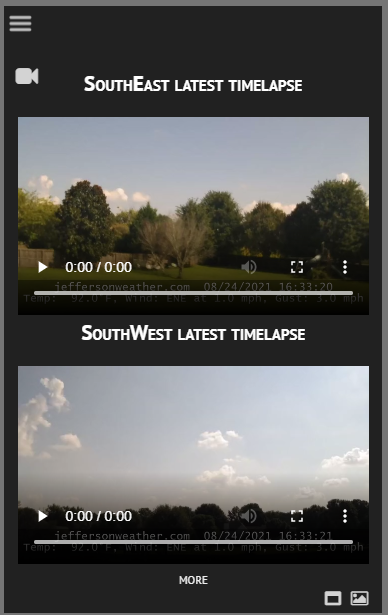 SouthEast latest timelapse
0:00 / 0:00
jeffersonweather.com 08/24/2021 16:33:20
Temp: 92.0°F, Wind: ENE at 1.0 mph, Gust: 3.0 mph
SouthWest latest timelapse
0:00 / 0:00
jeffersonweather.com 08/24/2021 16:33:21
Temp: 92.0°F, Wind: ENE at 1.0 mph, Gust: 3.0 mph
MORE